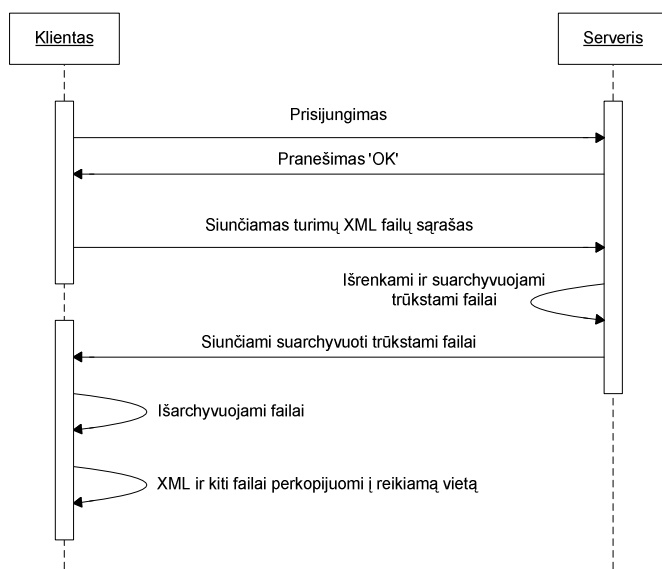 Klientas
Serveris
Prisijungimas
Pranešimas 'OK'
Siunčiamas turimų XML failų sąrašas
Išrenkami ir suarchyvuojami
trūkstami failai
Siunčiami suarchyvuoti trūkstami failai
Išarchyvuojami failai
XML ir kiti failai perkopijuomi į reikiamą vietą